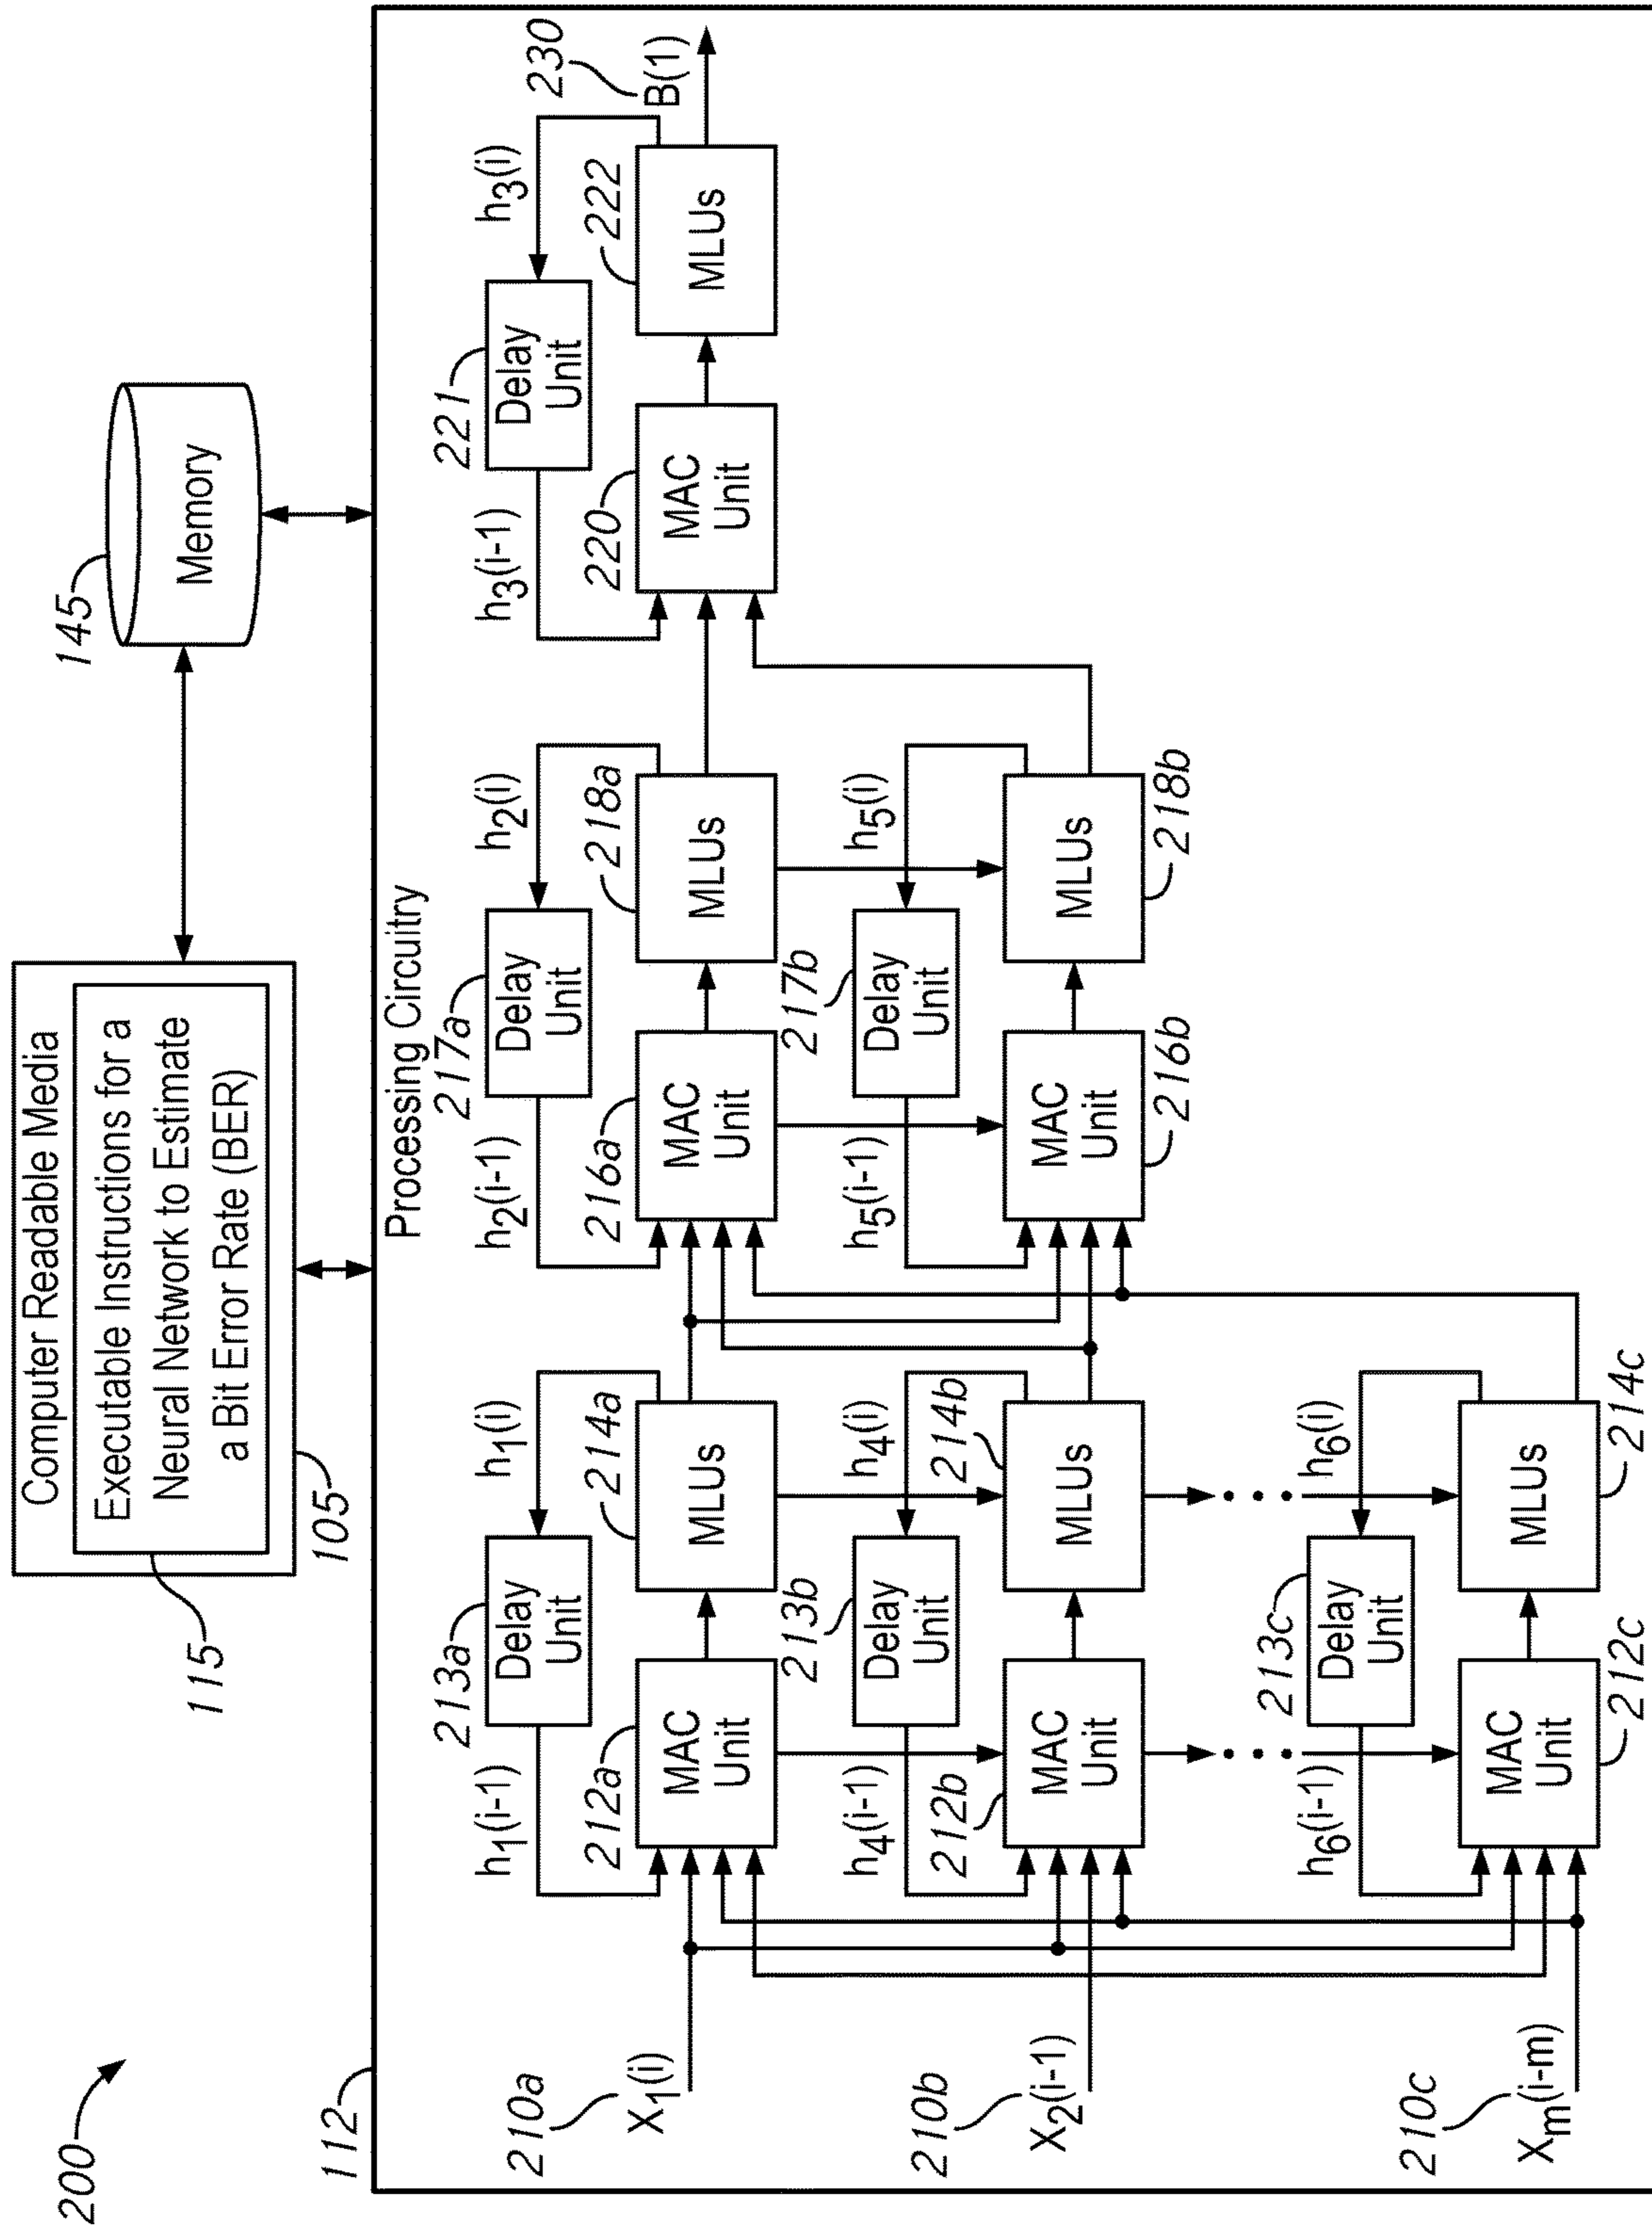 200
Computer Readable Media
Executable Instructions for a
Neural Network to Estimate
a Bit Error Rate (BER)
115
105
145
Memory
112
Processing Circuitry
210a
X1(i)
210b
X2(i-1)
210c
Xm(i-m)
h1(i-1)
213a
Delay
Unit
h1(i)
212a
MAC
Unit
214a
MLUs
h4(i-1)
213b
Delay
Unit
h4(i)
212b
MAC
Unit
214b
MLUs
h6(i-1)
213c
Delay
Unit
h6(i)
212c
MAC
Unit
214c
MLUs
h2(i-1)
217a
Delay
Unit
h2(i)
216a
MAC
Unit
218a
MLUs
h5(i-1)
217b
Delay
Unit
h5(i)
216b
MAC
Unit
218b
MLUs
h3(i-1)
221
Delay
Unit
h3(i)
220
MAC
Unit
222
MLUs
230
B(1)